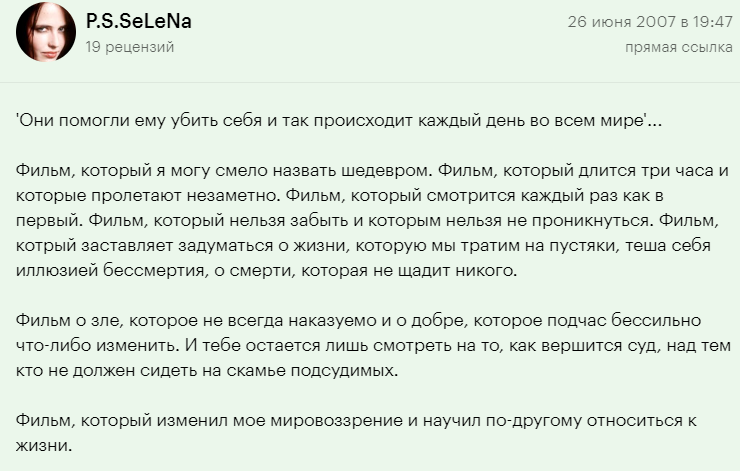 P.S.SeLeNa
26 июня 2007 в 19:47
19 рецензий
прямая ссылка
'Они помогли ему убить себя и так происходит каждый день во всем мире'...
Фильм, который я могу смело назвать шедевром. Фильм, который длится три часа и
которые пролетают незаметно. Фильм, который смотрится каждый раз как в
первый. Фильм, который нельзя забыть и которым нельзя не проникнуться. Фильм,
котрый заставляет задуматься о жизни, которую мы тратим на пустяки, теша себя
иллюзией бессмертия, о смерти, которая не щадит никого.
Фильм о зле, которое не всегда наказуемо и о добре, которое подчас бессильно
что-либо изменить. И тебе остается лишь смотреть на то, как вершится суд, над тем
кто не должен сидеть на скамье подсудимых.
Фильм, который изменил мое мировоззрение и научил по-другому относиться к
жизни.